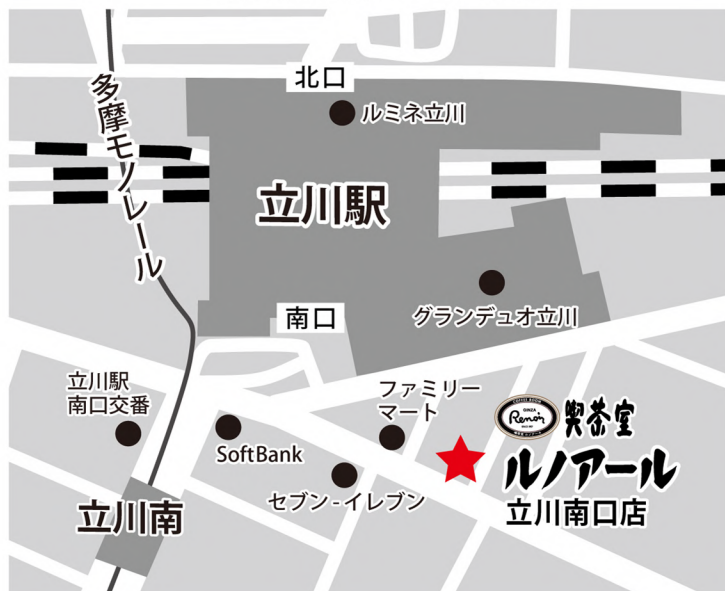 北口
ルミネ立川
多摩モノレール
立川駅
グランデュオ立川
南口
立川駅
南口交番
SoftBank
ファミリー
マート
セブン-イレブン
立川南
GINZA
Renoir
喫茶室
ルノアール
立川南口店